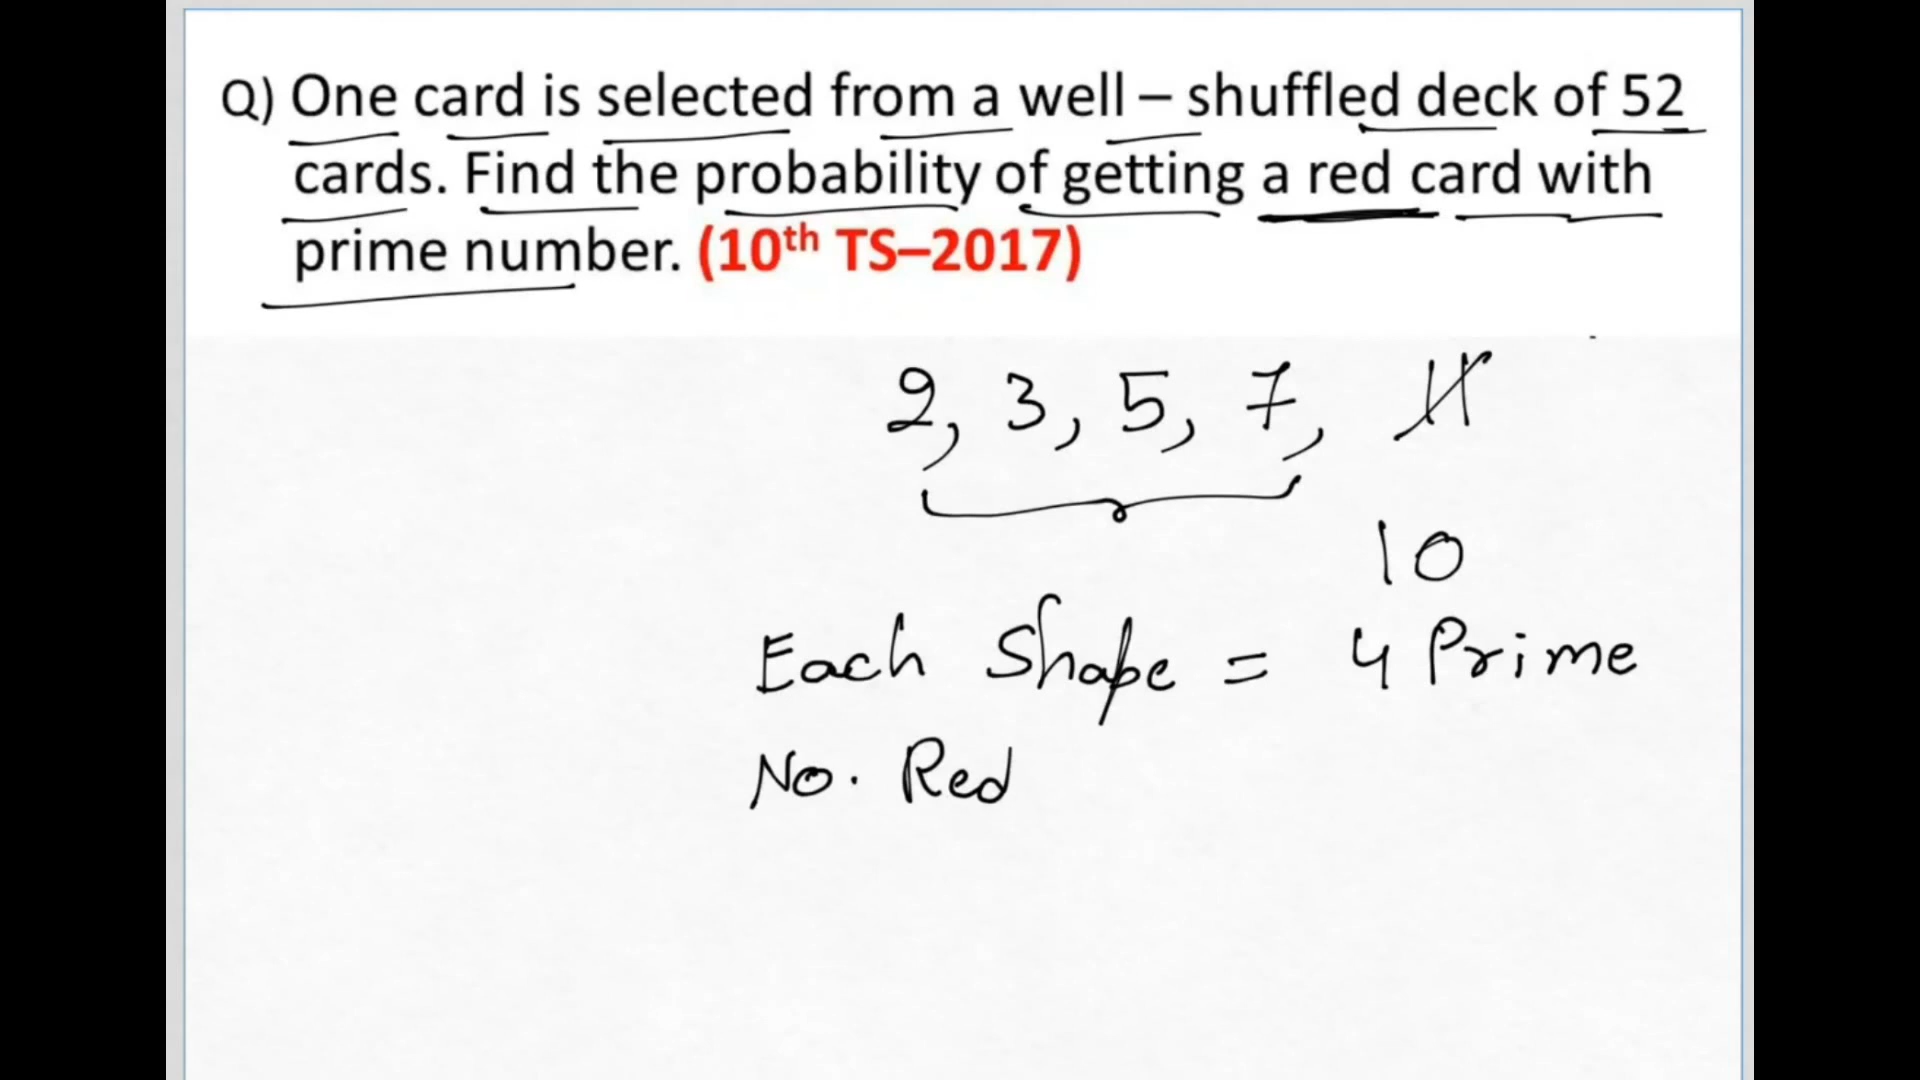 Q) One card is selected from a well – shuffled deck of 52
cards. Find the probability of getting a red card with
prime number. (10th TS–2017)
2, 3, 5, 7, 11
10
Each Shape = 4 Prime
No. Red